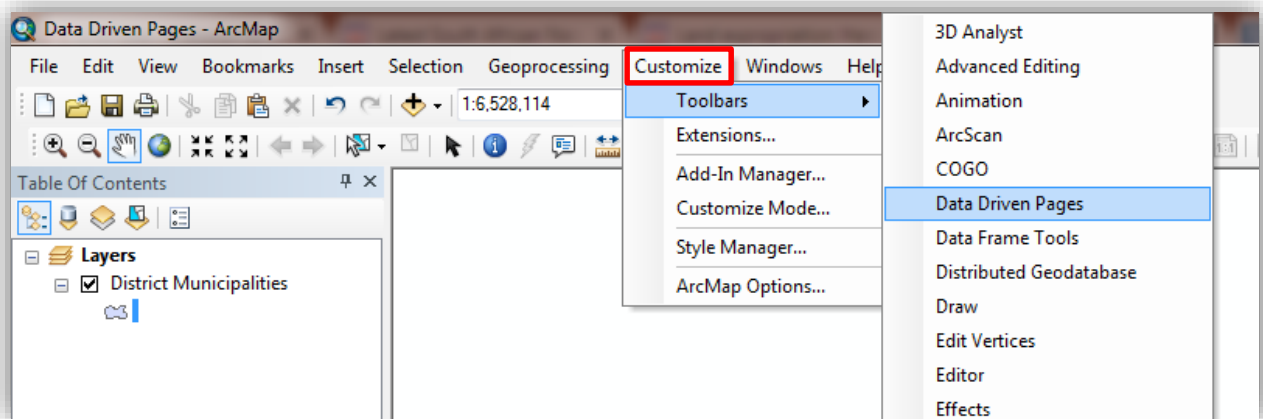 Data Driven Pages - ArcMap
File Edit View Bookmarks Insert Selection Geoprocessing Customize Windows Help
1:6,528,114
Table Of Contents
Layers
District Municipalities
Toolbars
Extensions...
Add-In Manager...
Customize Mode...
Style Manager...
ArcMap Options...
3D Analyst
Advanced Editing
Animation
ArcScan
COGO
Data Driven Pages
Data Frame Tools
Distributed Geodatabase
Draw
Edit Vertices
Editor
Effects